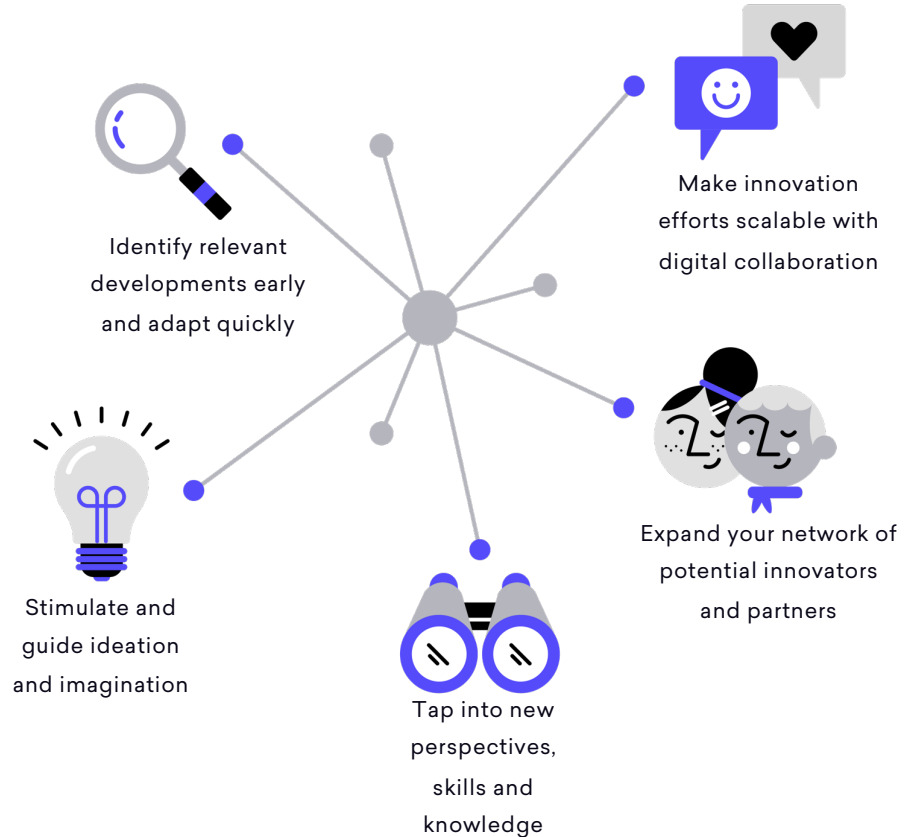 Make innovation
efforts scalable with
digital collaboration
Identify relevant
developments early
and adapt quickly
Expand your network of
potential innovators
and partners
Stimulate and
guide ideation
and imagination
Tap into new
perspectives,
skills and
knowledge